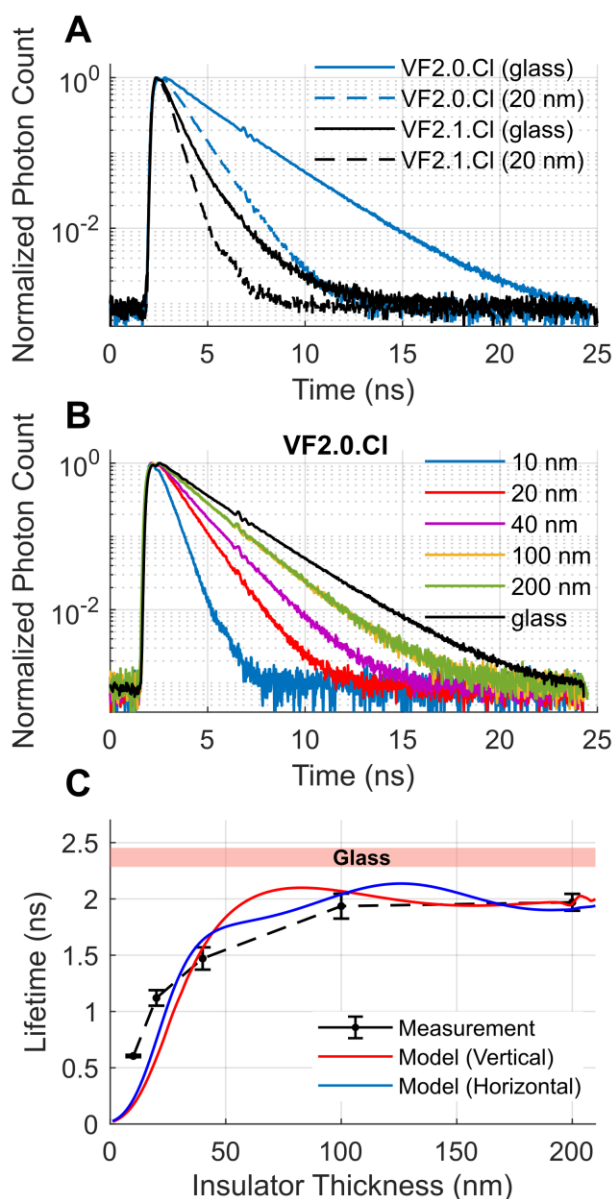 A
Normalized Photon Count
10^0
10^-2
VF2.0.Cl (glass)
VF2.0.Cl (20 nm)
VF2.1.Cl (glass)
VF2.1.Cl (20 nm)
0 5 10 15 20 25
Time (ns)
B
VF2.0.Cl
Normalized Photon Count
10^0
10^-2
10 nm
20 nm
40 nm
100 nm
200 nm
glass
0 5 10 15 20 25
Time (ns)
C
Lifetime (ns)
2.5
2
1.5
1
0.5
0
Glass
Measurement
Model (Vertical)
Model (Horizontal)
0 50 100 150 200
Insulator Thickness (nm)